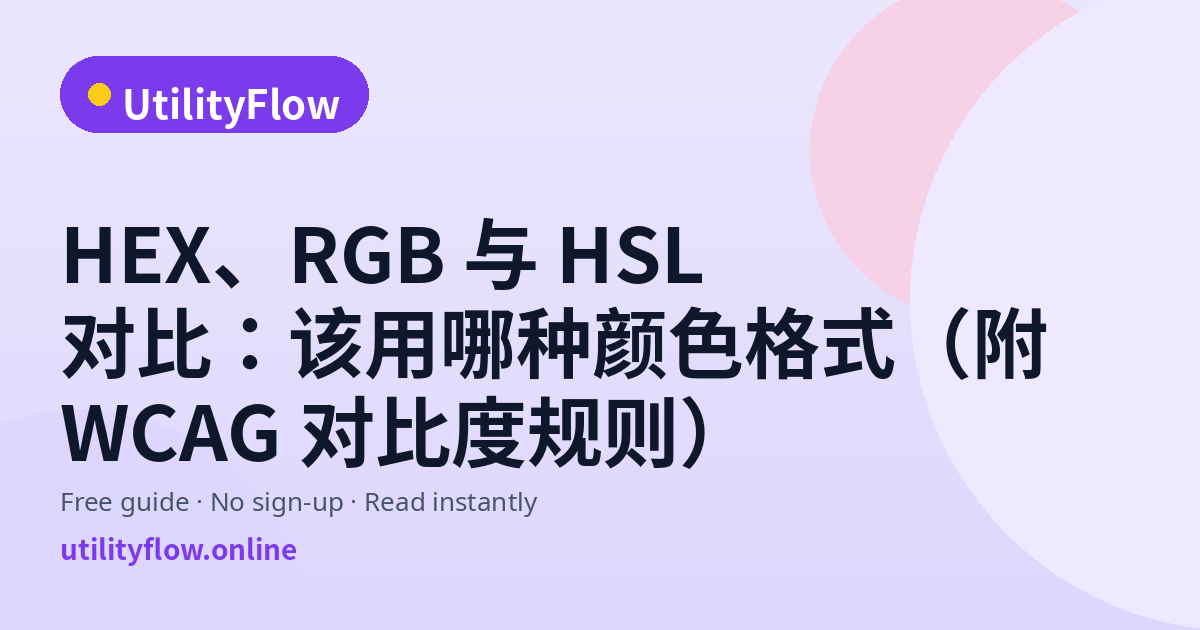 UtilityFlow
HEX、RGB 与 HSL
对比：该用哪种颜色格式（附
WCAG 对比度规则）
Free guide · No sign-up · Read instantly
utilityflow.online